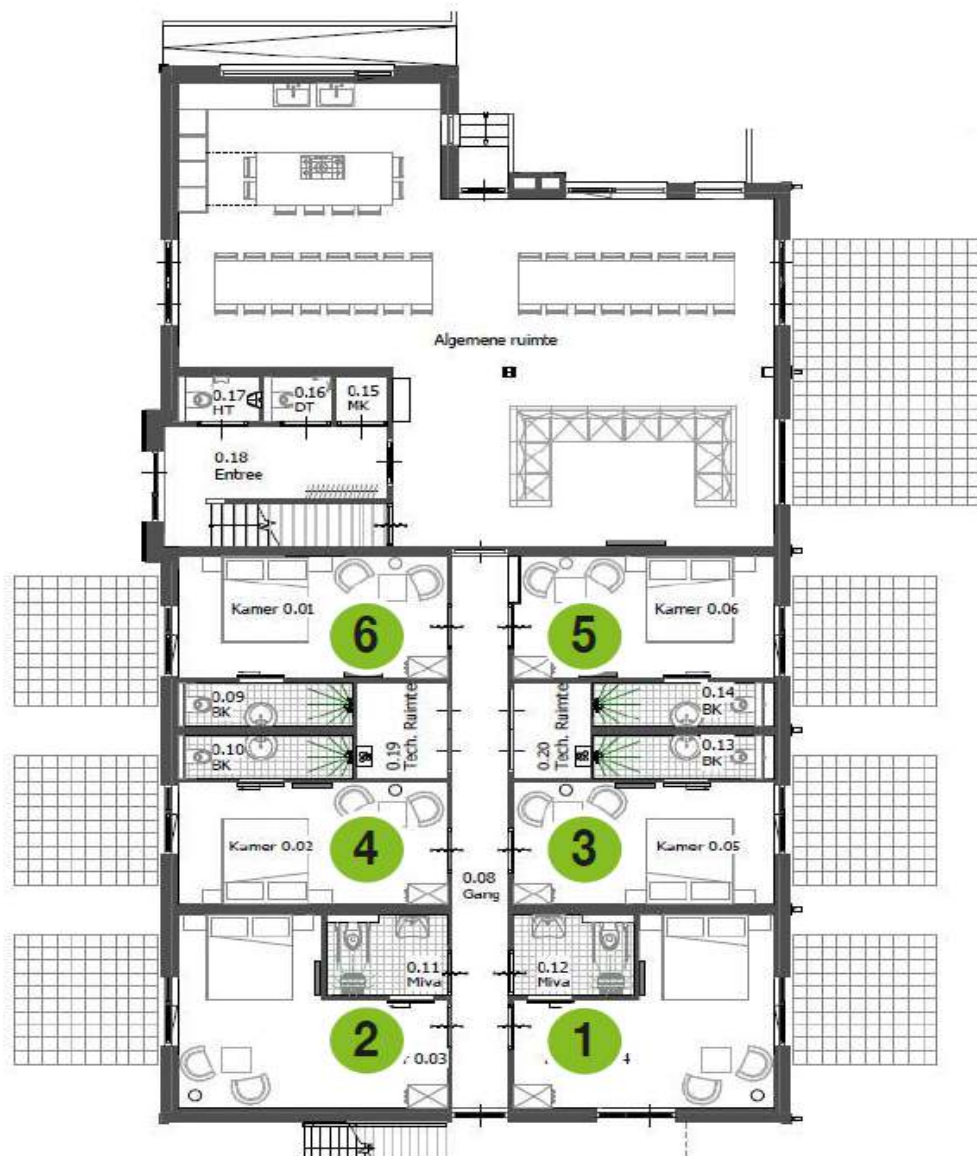 Algemene ruimte
0.17
HT
0.16
DT
0.15
MK
0.18
Entree
Kamer 0.01
6
5
Kamer 0.06
0.09
BK
0.19
Tech. Ruimte
0.20
Tech. Ruimte
0.14
BK
0.10
BK
0.13
BK
Kamer 0.02
4
3
Kamer 0.05
0.08
Gang
0.11
Miva
0.12
Miva
2
0.03
1
4